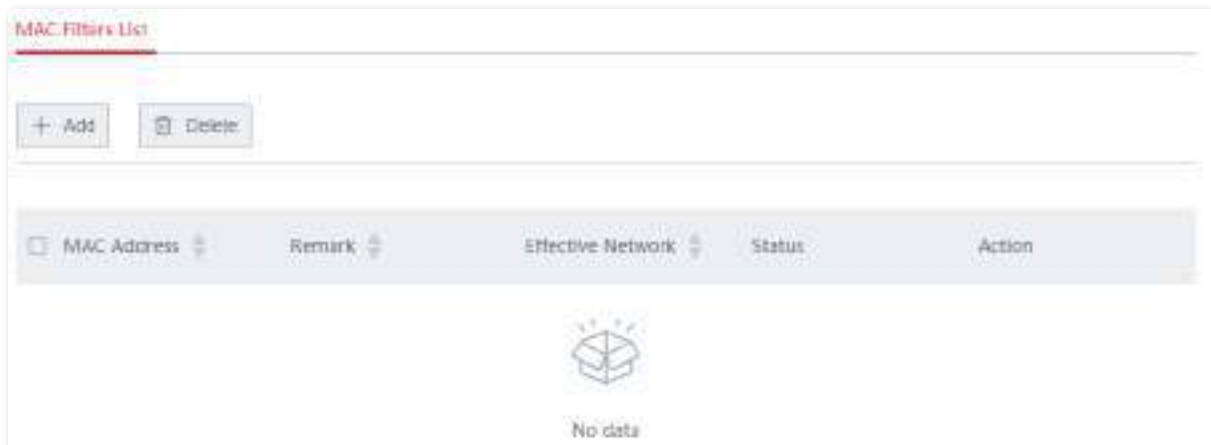 MAC Filters List
+ Add Delete
MAC Address Remark Effective Network Status Action
No data